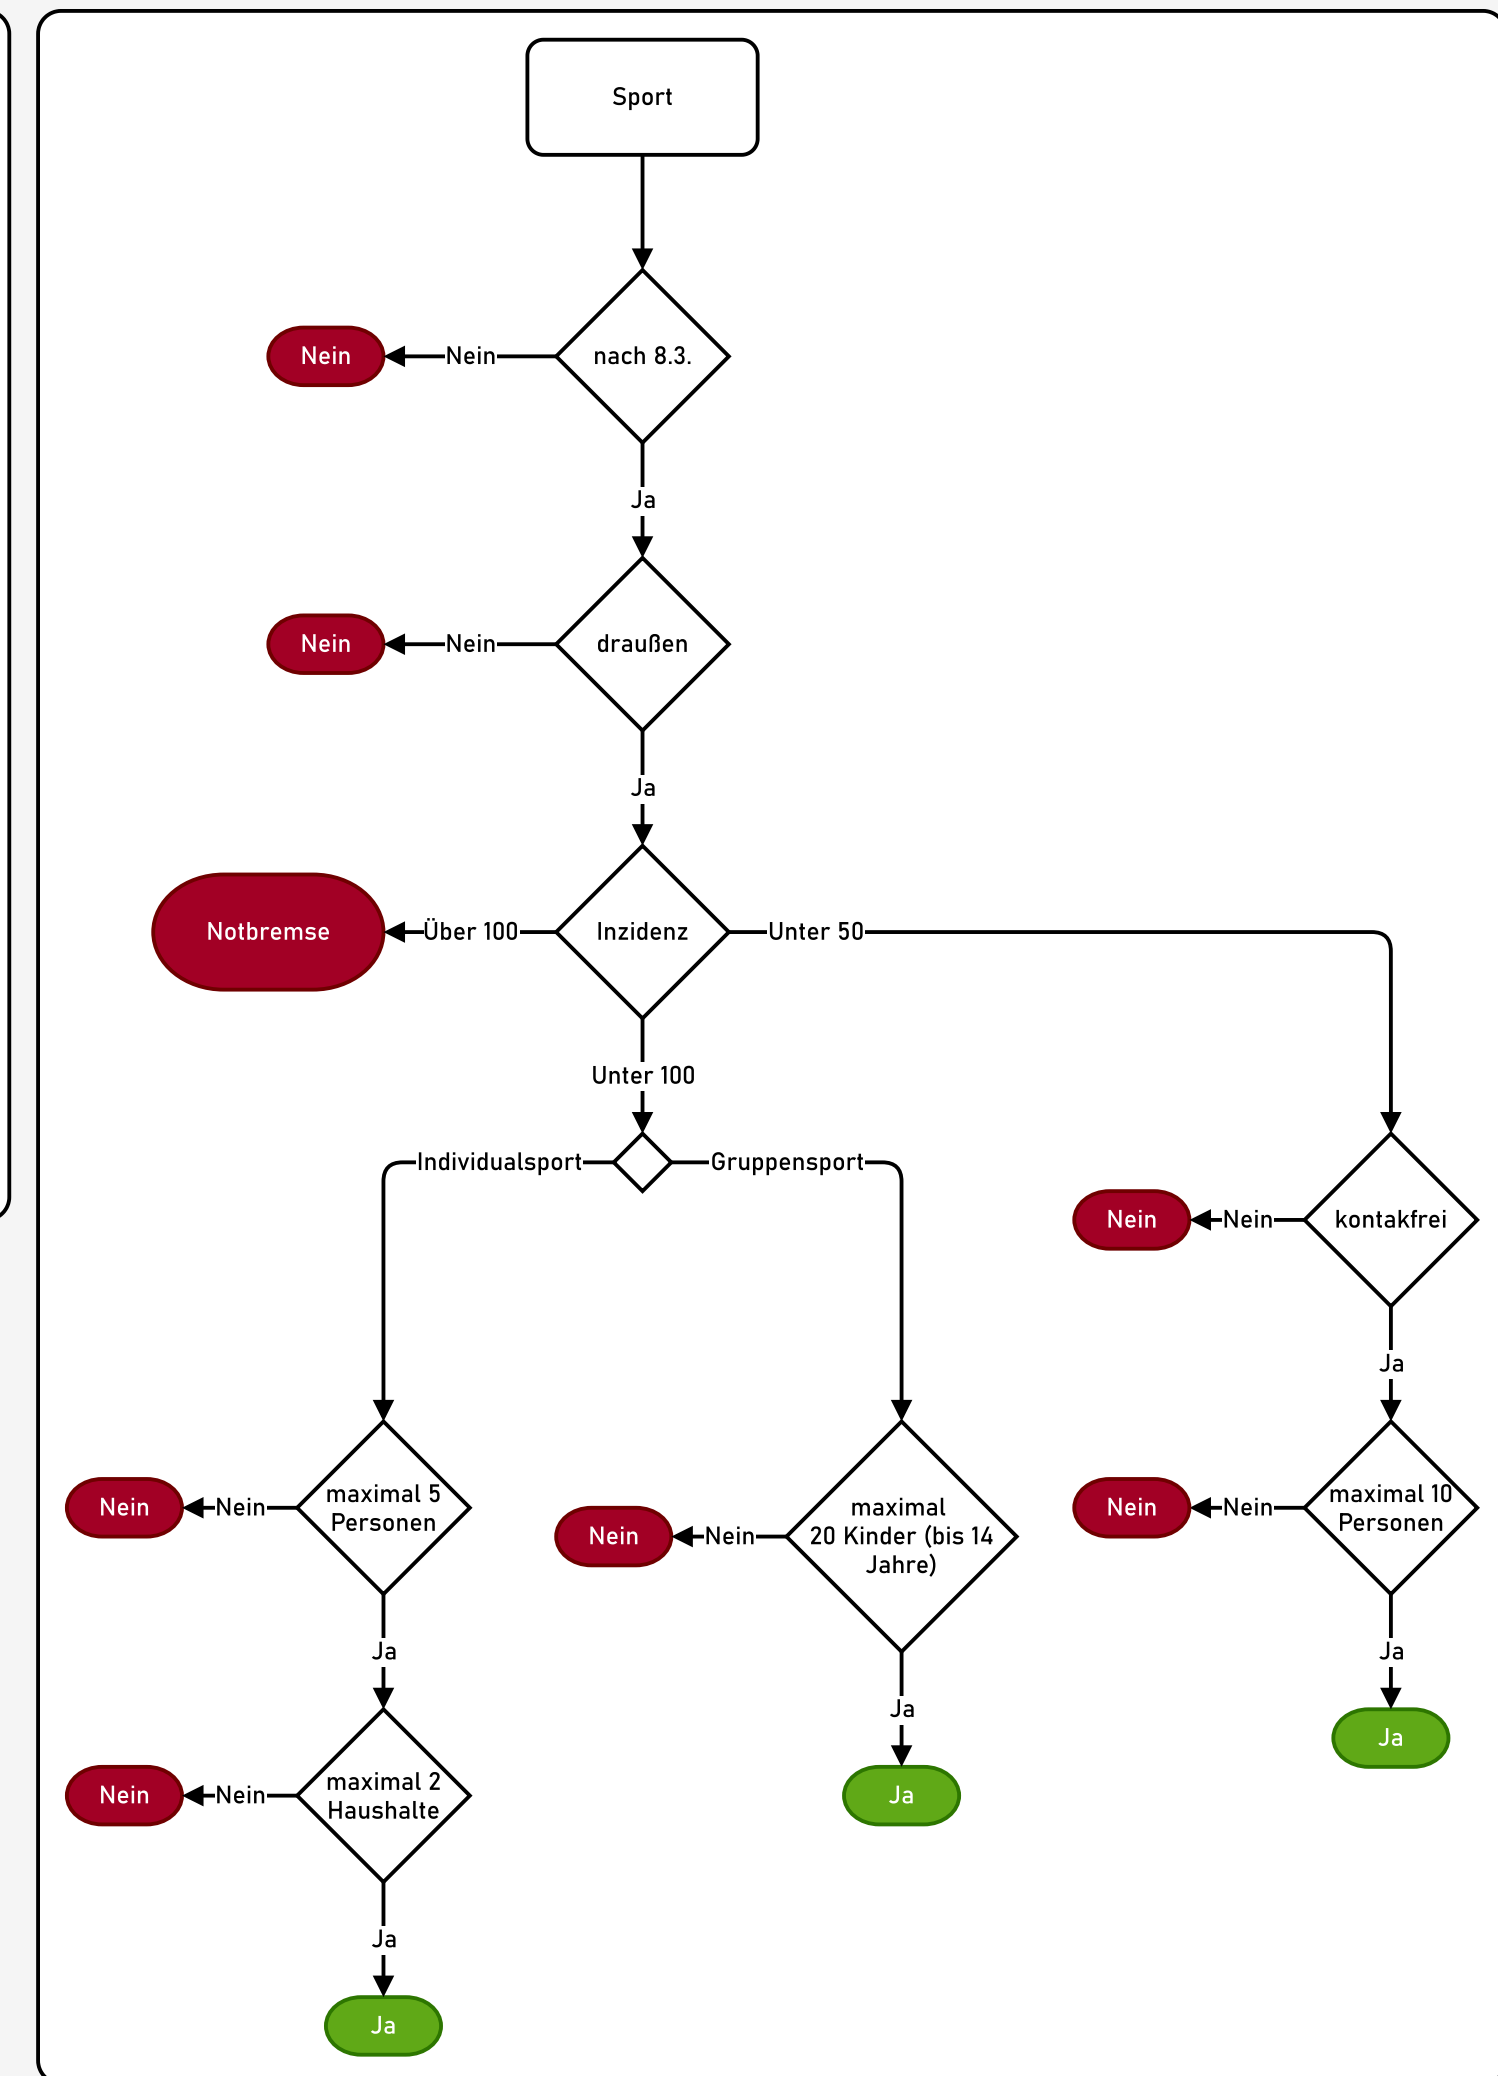 Sport
nach 8.3.
Nein
Nein
Ja
draußen
Nein
Nein
Ja
Inzidenz
Über 100
Notbremse
Unter 50
Unter 100
Individualsport
Gruppensport
kontakfrei
Nein
Nein
Ja
maximal 5
Personen
Nein
Nein
Ja
maximal 2
Haushalte
Nein
Nein
Ja
Ja
maximal
20 Kinder (bis 14
Jahre)
Nein
Nein
Ja
Ja
maximal 10
Personen
Nein
Nein
Ja
Ja